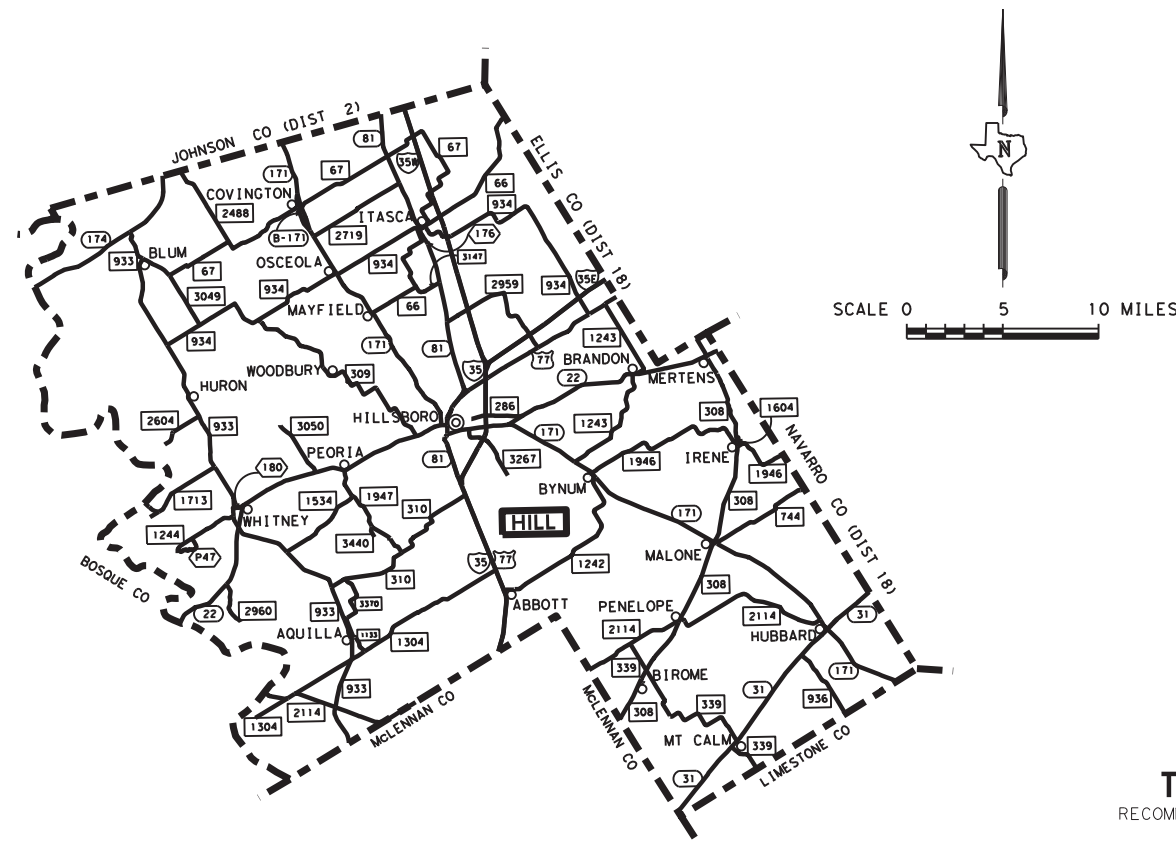 JOHNSON CO (DIST 2)
81
67
35W
67
ELLIS CO (DIST 18)
171
67
COVINGTON
66
934
2488
ITASCA
176
B-171
2719
174
BLUM
933
OSCEOLA
934
3147
35E
67
934
2959
934
3049
MAYFIELD
66
934
171
81
1243
77
BRANDON
WOODBURY
309
35
22
MERTENS
HURON
HILLSBORO
286
308
1604
2604
933
3050
171
1243
NAVARRO CO (DIST 18)
PEORIA
81
3267
1946
IRENE
180
BYNUM
1946
1713
1534
1947
310
308
WHITNEY
HILL
171
744
1244
3440
P47
35
77
1242
MALONE
BOSQUE CO
310
308
22
2960
933
3370
ABBOTT
PENELOPE
2114
31
AQUILLA
1133
1304
2114
HUBBARD
339
BIROME
171
933
31
936
1304
2114
McLENNAN CO
McLENNAN CO
308
339
MT CALM
339
LIMESTONE CO
31
N
SCALE 0 5 10 MILES
T
RECOM